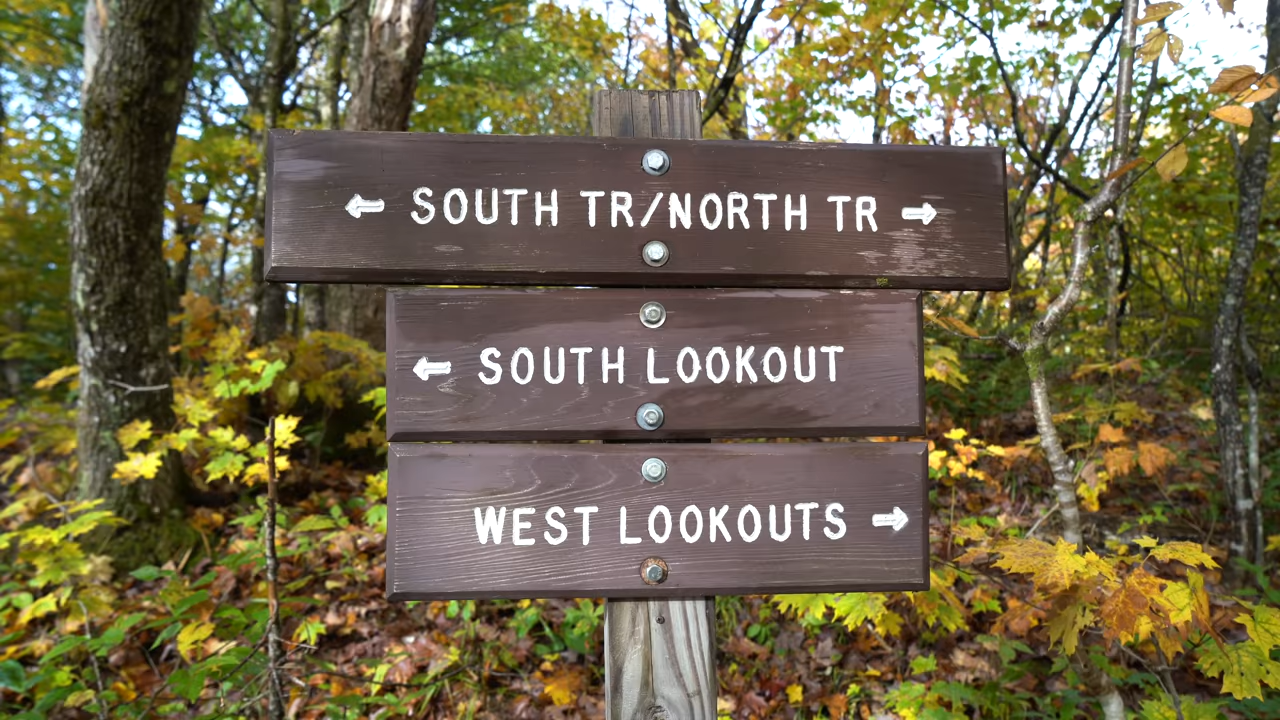 ← SOUTH TR/NORTH TR →
← SOUTH LOOKOUT
WEST LOOKOUTS →